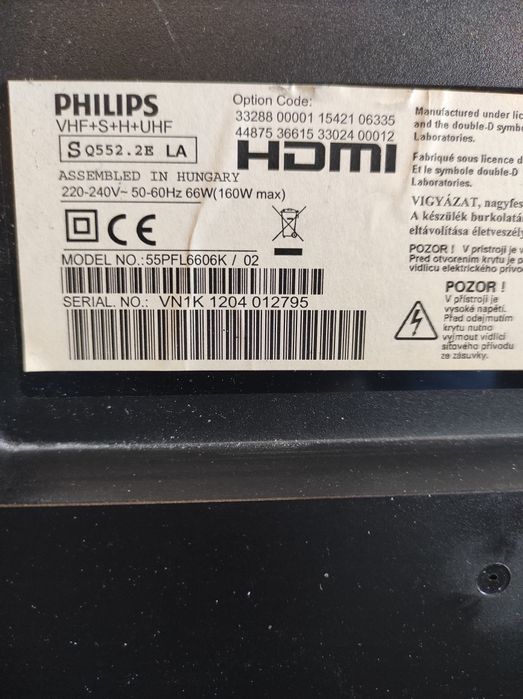 PHILIPS
VHF+S+H+UHF
S Q552.2E LA
ASSEMBLED IN HUNGARY
220-240V~ 50-60Hz 66W(160W max)
CE
MODEL NO.:55PFL6606K / 02
SERIAL. NO.: VN1K 1204 012795
Option Code:
33288 00001 15421 06335
44875 36615 33024 00012
HDMI
Manufactured under lic
and the double-D symb
Laboratories.
Fabriqué sous licence d
Et le symbole double-D
Laboratories.
VIGYÁZAT, nagyfes
A készülék burkolatá
eltávolítása életveszély
POZOR ! V prístroji je v
Pred otvorením krytu je p
vidlicu elektrického prívo
POZOR !
V přístroji je
vysoké napětí.
Před odejmutím
krytu nutno
vyjmout vidlici
síťového přívodu
ze zásuvky.